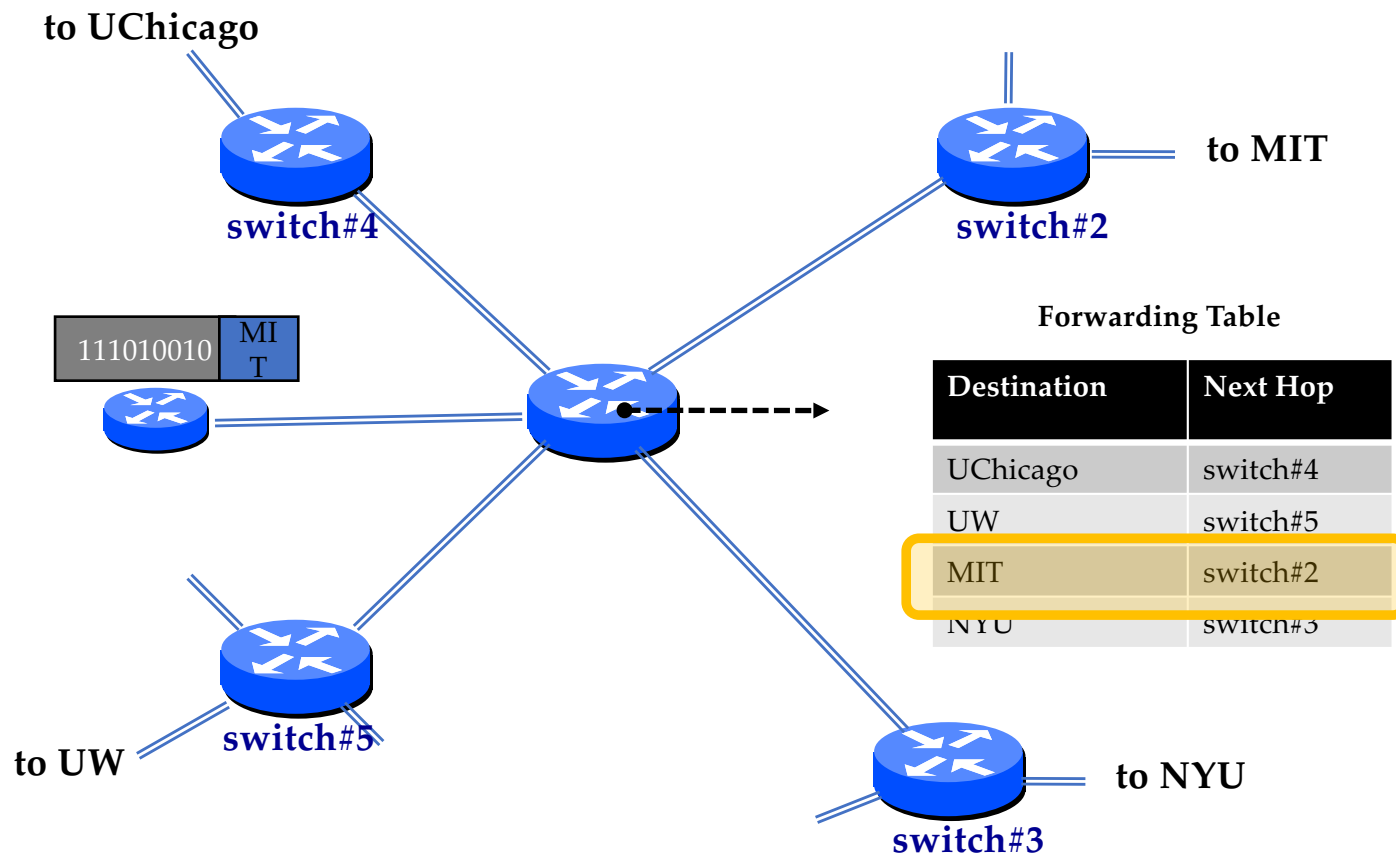 to UChicago
to MIT
switch#4
switch#2
Forwarding Table
111010010
MI
T
Destination Next Hop
UChicago switch#4
UW switch#5
MIT switch#2
NYU switch#3
switch#5
to UW
to NYU
switch#3